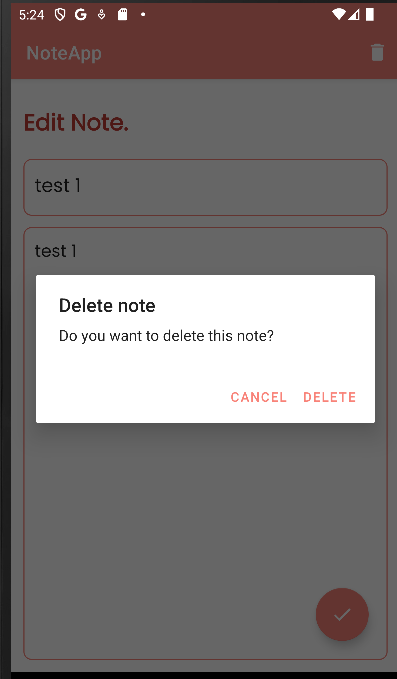 5:24
NoteApp
Edit Note.
test 1
test 1
Delete note
Do you want to delete this note?
CANCEL DELETE